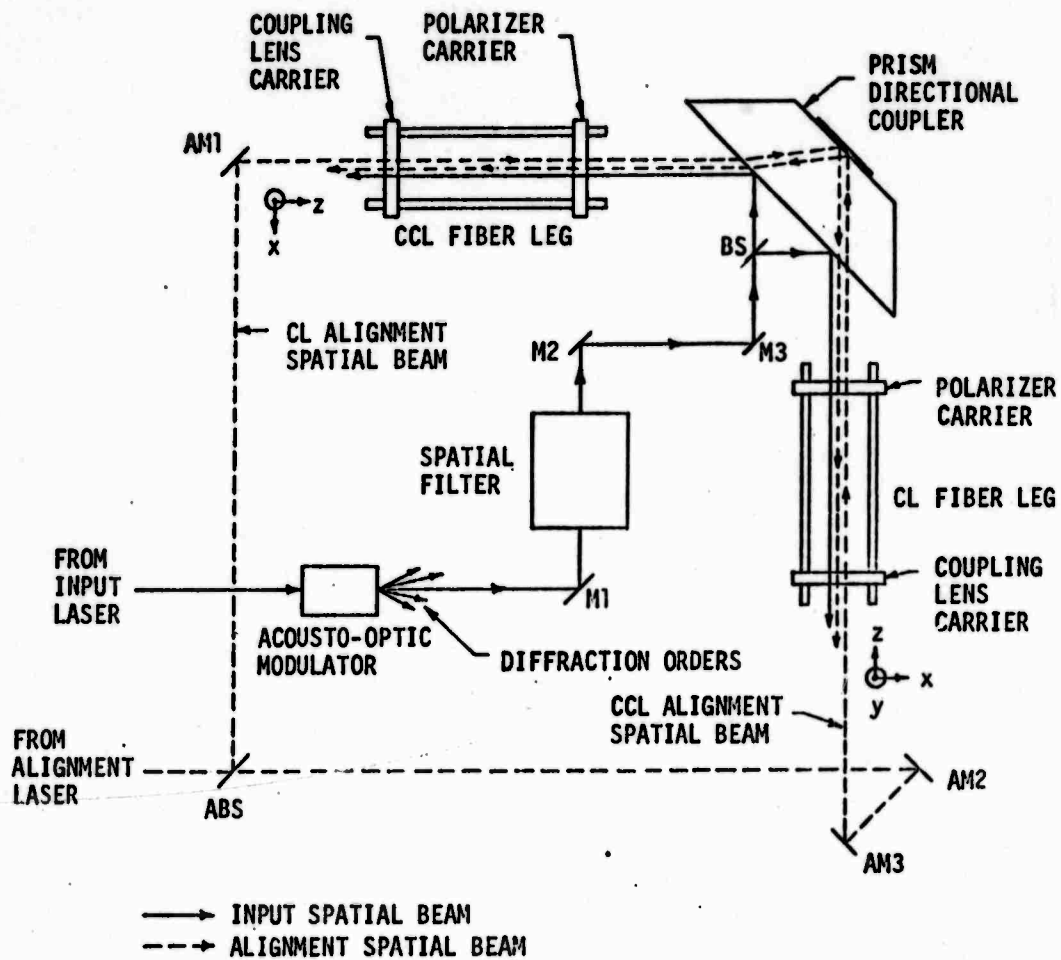 COUPLING
LENS
CARRIER
POLARIZER
CARRIER
PRISM
DIRECTIONAL
COUPLER
AM1
z
x
CCL FIBER LEG
BS
CL ALIGNMENT
SPATIAL BEAM
M2
M3
POLARIZER
CARRIER
SPATIAL
FILTER
CL FIBER LEG
FROM
INPUT
LASER
M1
COUPLING
LENS
CARRIER
ACOUSTO-OPTIC
MODULATOR
DIFFRACTION ORDERS
z
x
y
CCL ALIGNMENT
SPATIAL BEAM
FROM
ALIGNMENT
LASER
ABS
AM2
AM3
INPUT SPATIAL BEAM
ALIGNMENT SPATIAL BEAM